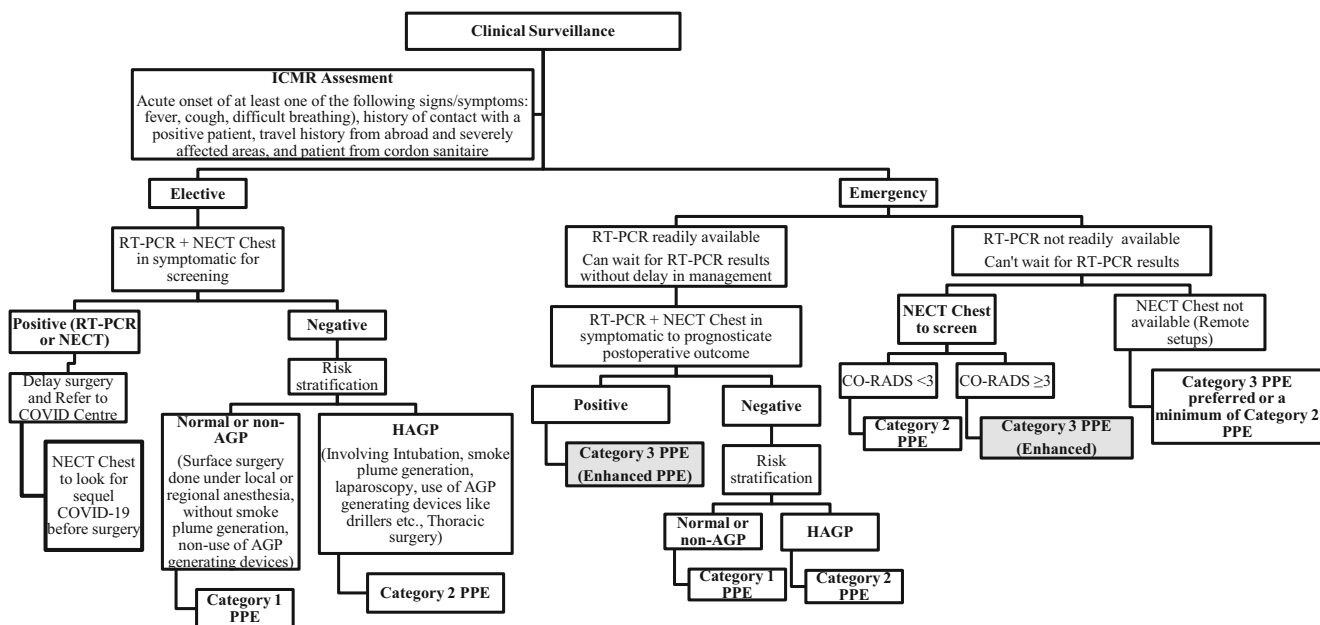 Clinical Surveillance
ICMR Assesment
Acute onset of at least one of the following signs/symptoms:
fever, cough, difficult breathing), history of contact with a
positive patient, travel history from abroad and severely
affected areas, and patient from cordon sanitaire
Elective
Emergency
RT-PCR + NECT Chest
in symptomatic for
screening
RT-PCR readily available
Can wait for RT-PCR results
without delay in management
RT-PCR not readily available
Can't wait for RT-PCR results
Positive (RT-PCR
or NECT)
Negative
RT-PCR + NECT Chest in
symptomatic to prognosticate
postoperative outcome
NECT Chest
to screen
NECT Chest not
available (Remote
setups)
Delay surgery
and Refer to
COVID Centre
Risk
stratification
CO-RADS <3
CO-RADS ≥3
Category 3 PPE
preferred or a
minimum of Category 2
PPE
Positive
Negative
NECT Chest
to look for
sequel
COVID-19
before surgery
Normal or non-
AGP
(Surface surgery
done under local or
regional anesthesia,
without smoke
plume generation,
non-use of AGP
generating devices)
HAGP
(Involving Intubation, smoke
plume generation,
laparoscopy, use of AGP
generating devices like
drillers etc., Thoracic
surgery)
Category 2
PPE
Category 3 PPE
(Enhanced)
Category 3 PPE
(Enhanced PPE)
Risk
stratification
Normal or
non-AGP
HAGP
Category 1
PPE
Category 2 PPE
Category 1
PPE
Category 2
PPE